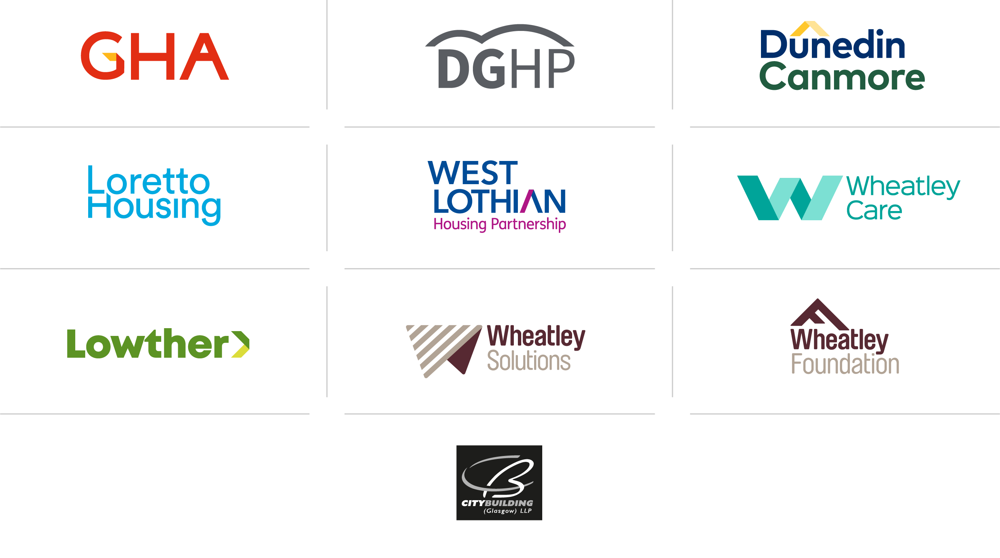 GHA
DGHP
Dunedin
Canmore
Loretto
Housing
WEST
LOTHIAN
Housing Partnership
Wheatley
Care
Lowther
Wheatley
Solutions
Wheatley
Foundation
CITYBUILDING
(Glasgow) LLP